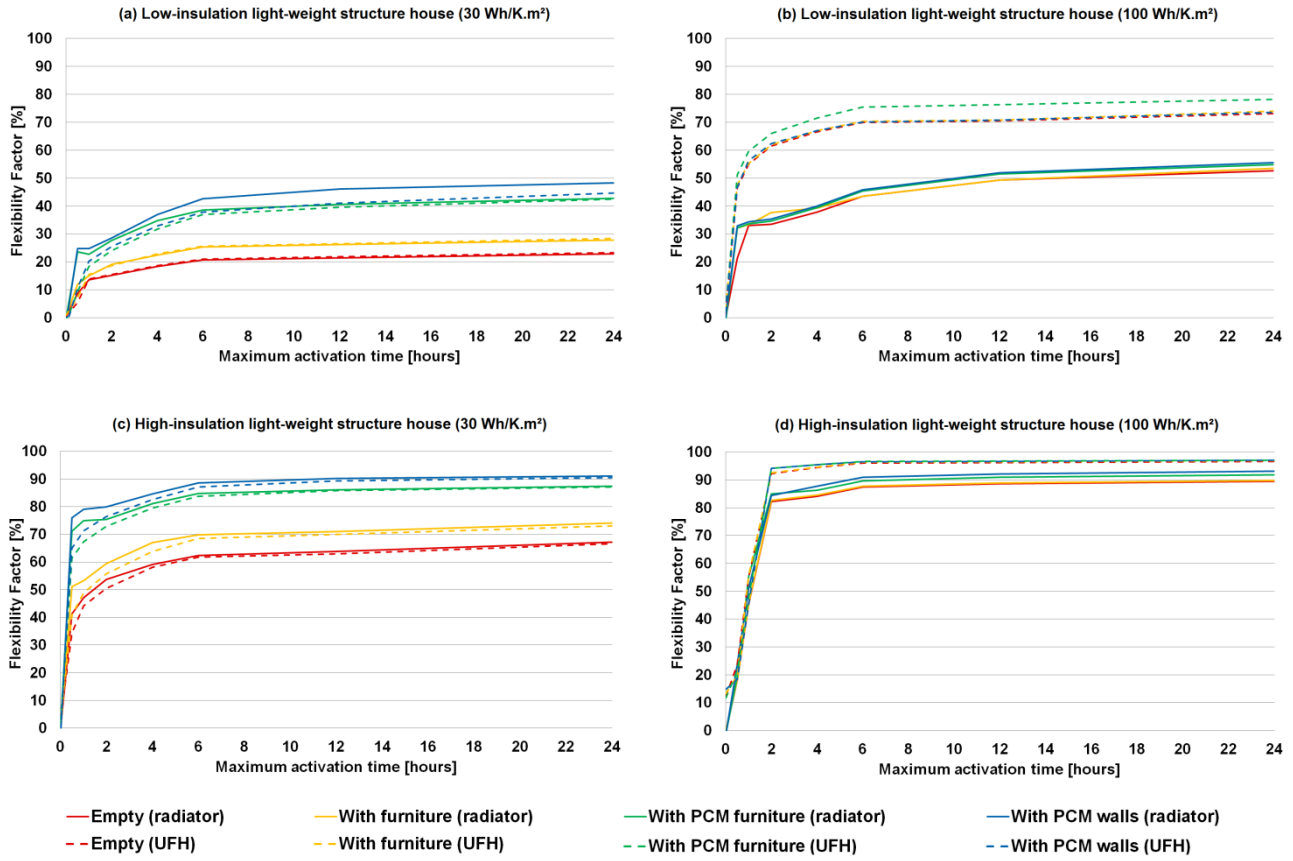 (a) Low-insulation light-weight structure house (30 Wh/K.m²)
100
90
80
70
60
50
40
30
20
10
0
Flexibility Factor [%]
0 2 4 6 8 10 12 14 16 18 20 22 24
Maximum activation time [hours]
(b) Low-insulation light-weight structure house (100 Wh/K.m²)
100
90
80
70
60
50
40
30
20
10
0
Flexibility Factor [%]
0 2 4 6 8 10 12 14 16 18 20 22 24
Maximum activation time [hours]
(c) High-insulation light-weight structure house (30 Wh/K.m²)
100
90
80
70
60
50
40
30
20
10
0
Flexibility Factor [%]
0 2 4 6 8 10 12 14 16 18 20 22 24
Maximum activation time [hours]
(d) High-insulation light-weight structure house (100 Wh/K.m²)
100
90
80
70
60
50
40
30
20
10
0
Flexibility Factor [%]
0 2 4 6 8 10 12 14 16 18 20 22 24
Maximum activation time [hours]
Empty (radiator) With furniture (radiator) With PCM furniture (radiator) With PCM walls (radiator)
Empty (UFH) With furniture (UFH) With PCM furniture (UFH) With PCM walls (UFH)